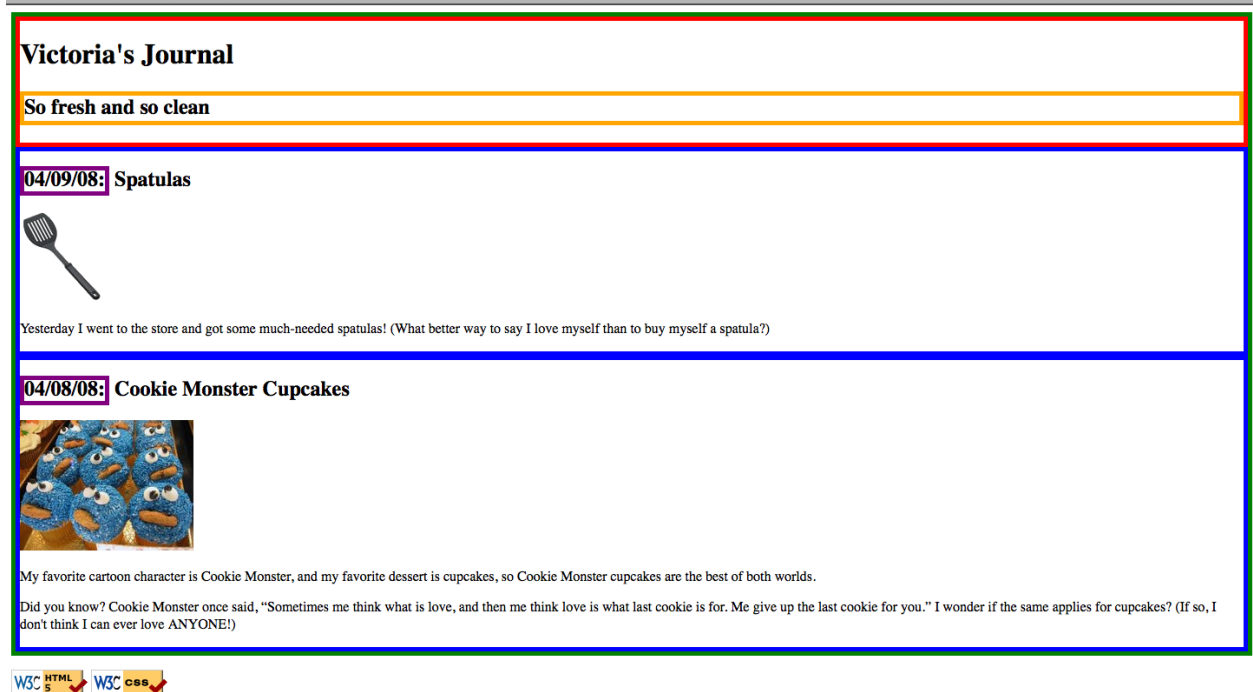 Victoria's Journal
So fresh and so clean
04/09/08: Spatulas
Yesterday I went to the store and got some much-needed spatulas! (What better way to say I love myself than to buy myself a spatula?)
04/08/08: Cookie Monster Cupcakes
My favorite cartoon character is Cookie Monster, and my favorite dessert is cupcakes, so Cookie Monster cupcakes are the best of both worlds.
Did you know? Cookie Monster once said, “Sometimes me think what is love, and then me think love is what last cookie is for. Me give up the last cookie for you.” I wonder if the same applies for cupcakes? (If so, I
don't think I can ever love ANYONE!)
W3C HTML 5 W3C css